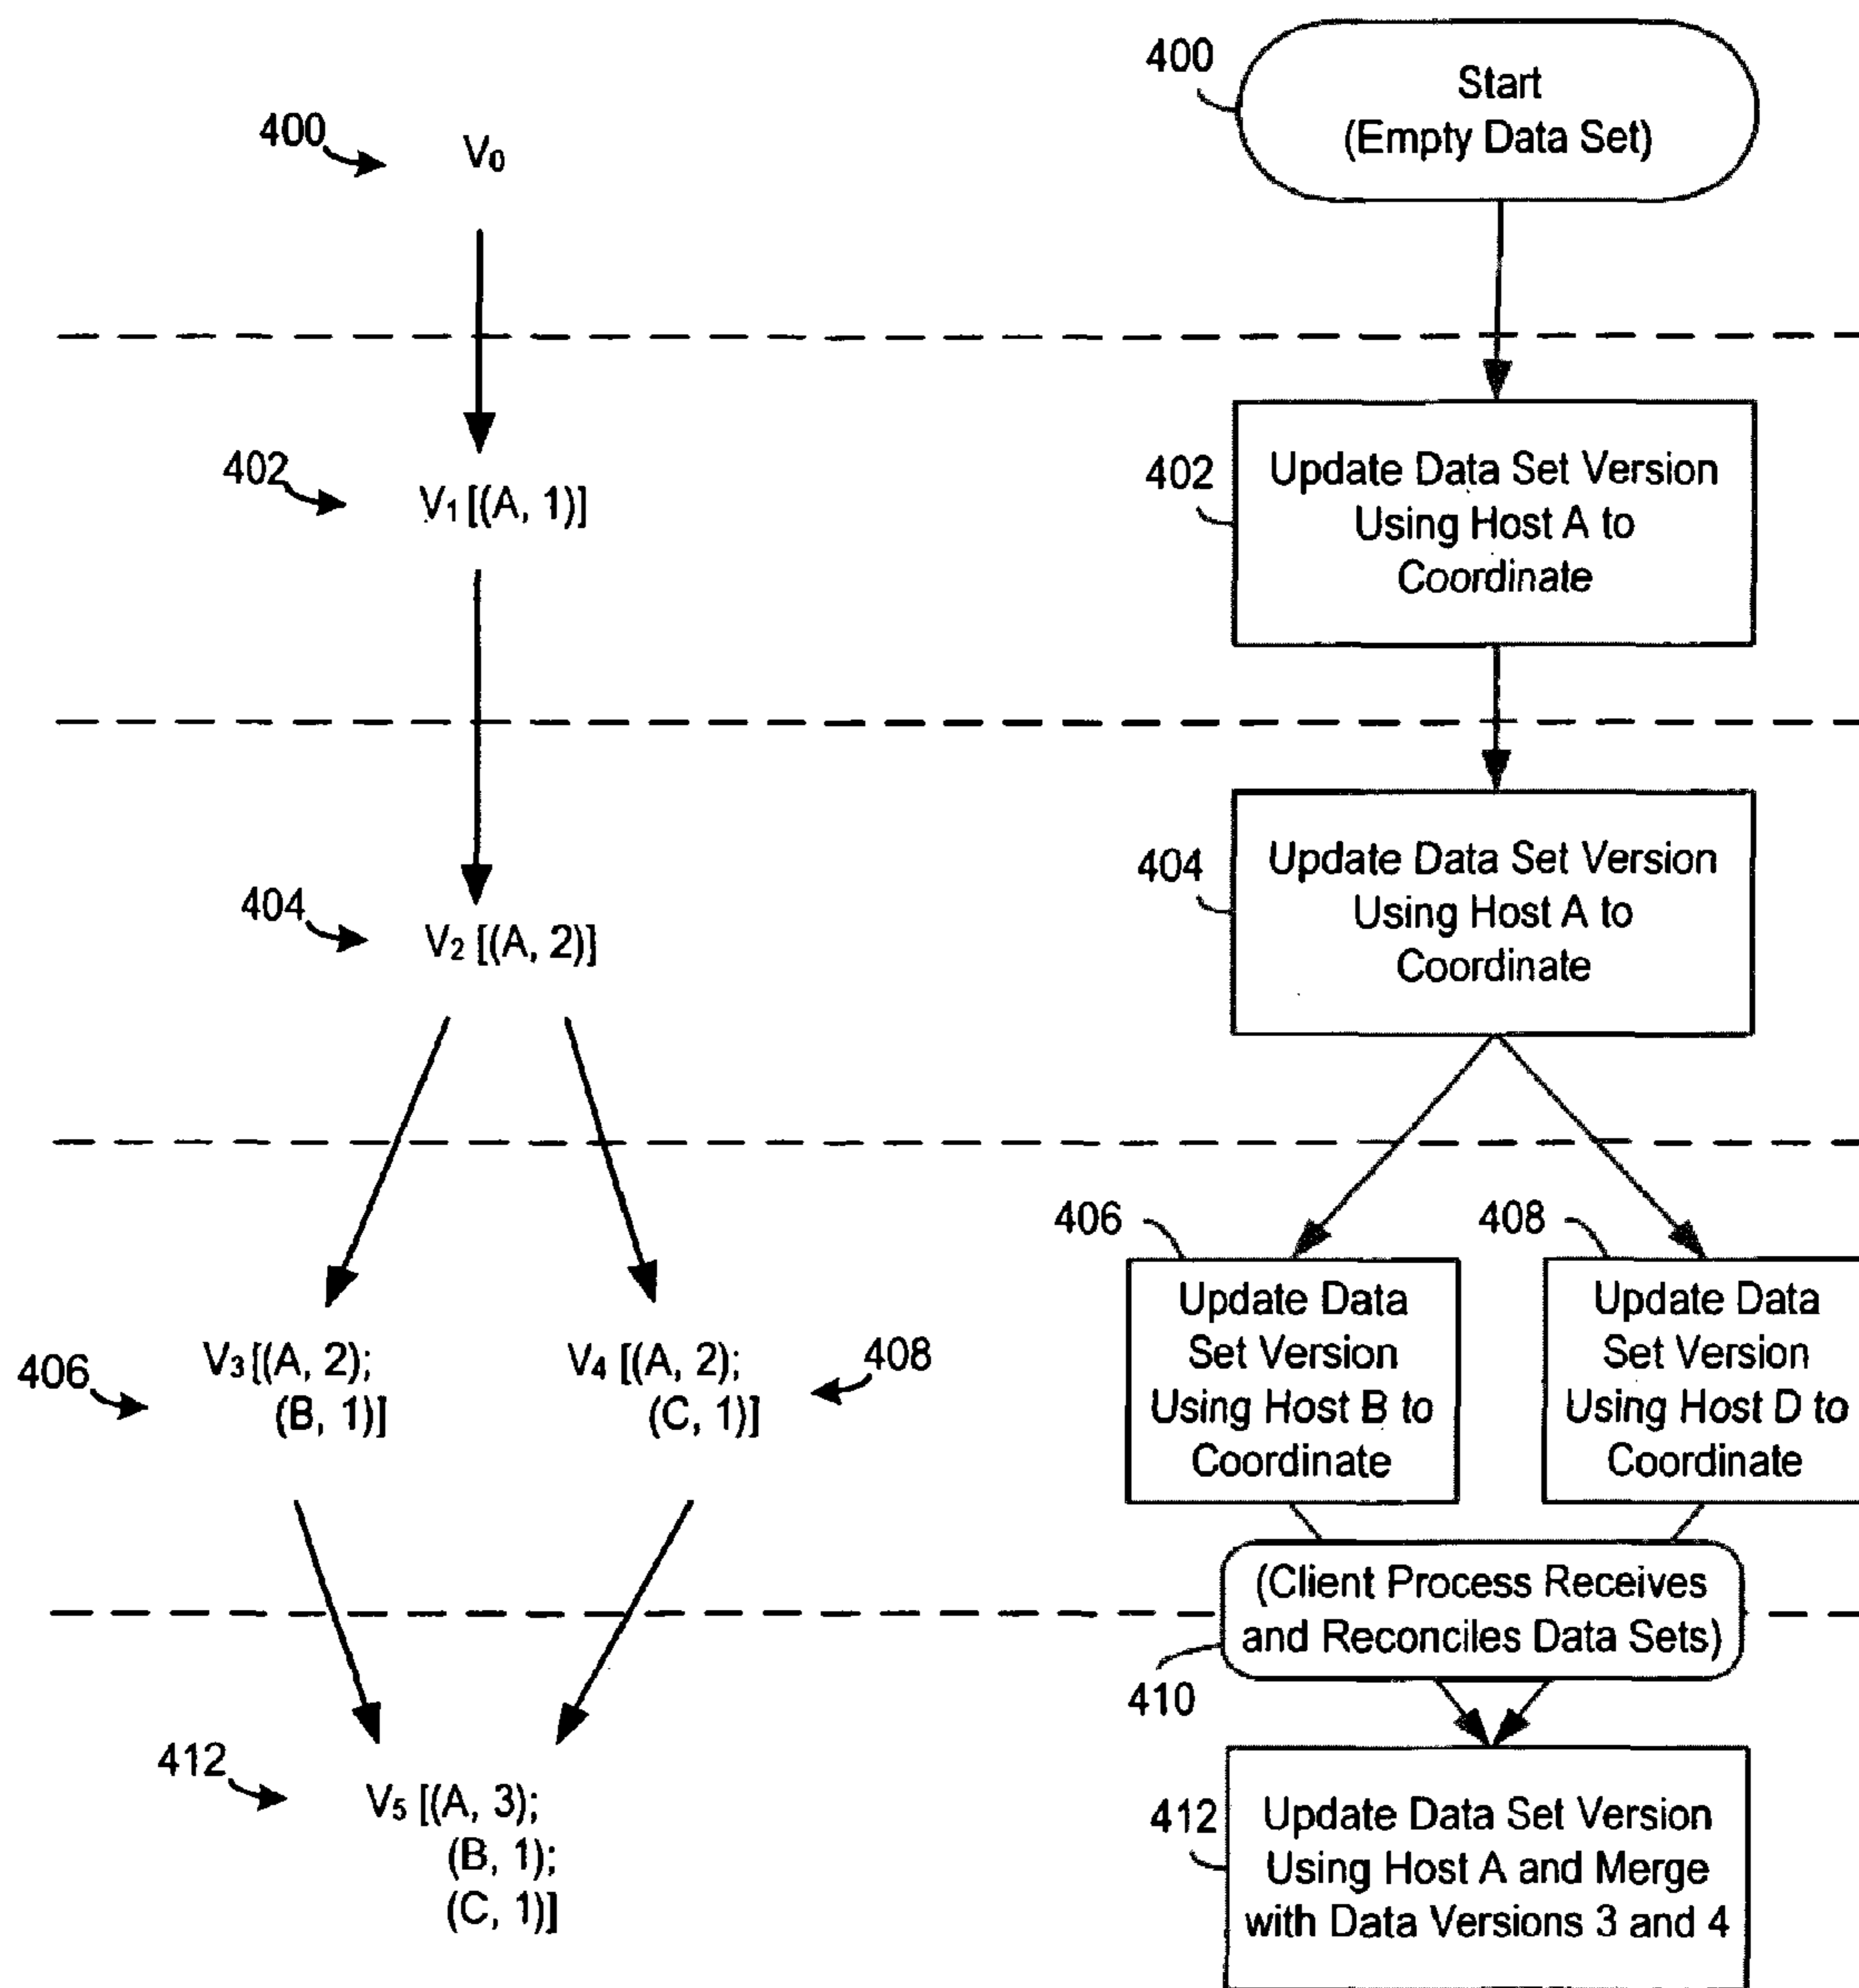 400
V0
400
Start
(Empty Data Set)
402
V1 [(A, 1)]
402
Update Data Set Version
Using Host A to
Coordinate
404
V2 [(A, 2)]
404
Update Data Set Version
Using Host A to
Coordinate
406
V3 [(A, 2);
(B, 1)]
V4 [(A, 2);
(C, 1)]
408
406
Update Data
Set Version
Using Host B to
Coordinate
408
Update Data
Set Version
Using Host D to
Coordinate
(Client Process Receives
and Reconciles Data Sets)
410
412
V5 [(A, 3);
(B, 1);
(C, 1)]
412
Update Data Set Version
Using Host A and Merge
with Data Versions 3 and 4